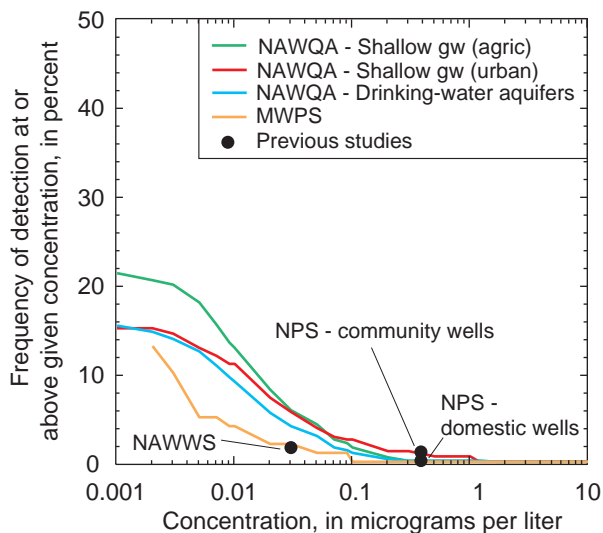 50
40
30
20
10
0
Frequency of detection at or
above given concentration, in percent
NAWQA - Shallow gw (agric)
NAWQA - Shallow gw (urban)
NAWQA - Drinking-water aquifers
MWPS
Previous studies
NPS - community wells
NPS -
domestic wells
NAWWS
0.001
0.01
0.1
1
10
Concentration, in micrograms per liter